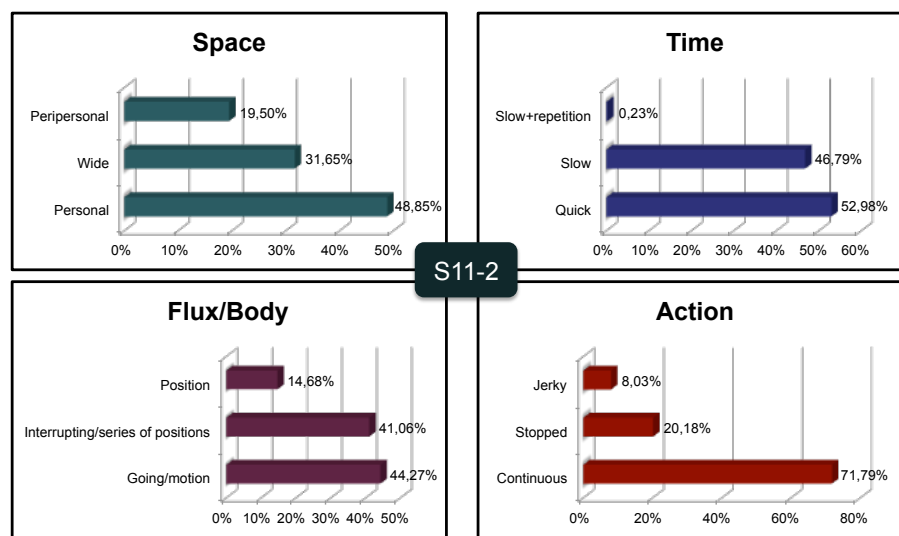 Space
Peripersonal
19,50%
Wide
31,65%
Personal
48,85%
0% 10% 20% 30% 40% 50%
Time
Slow+repetition
0,23%
Slow
46,79%
Quick
52,98%
0% 10% 20% 30% 40% 50% 60%
S11-2
Flux/Body
Position
14,68%
Interrupting/series of positions
41,06%
Going/motion
44,27%
0% 10% 20% 30% 40% 50%
Action
Jerky
8,03%
Stopped
20,18%
Continuous
71,79%
0% 20% 40% 60% 80%